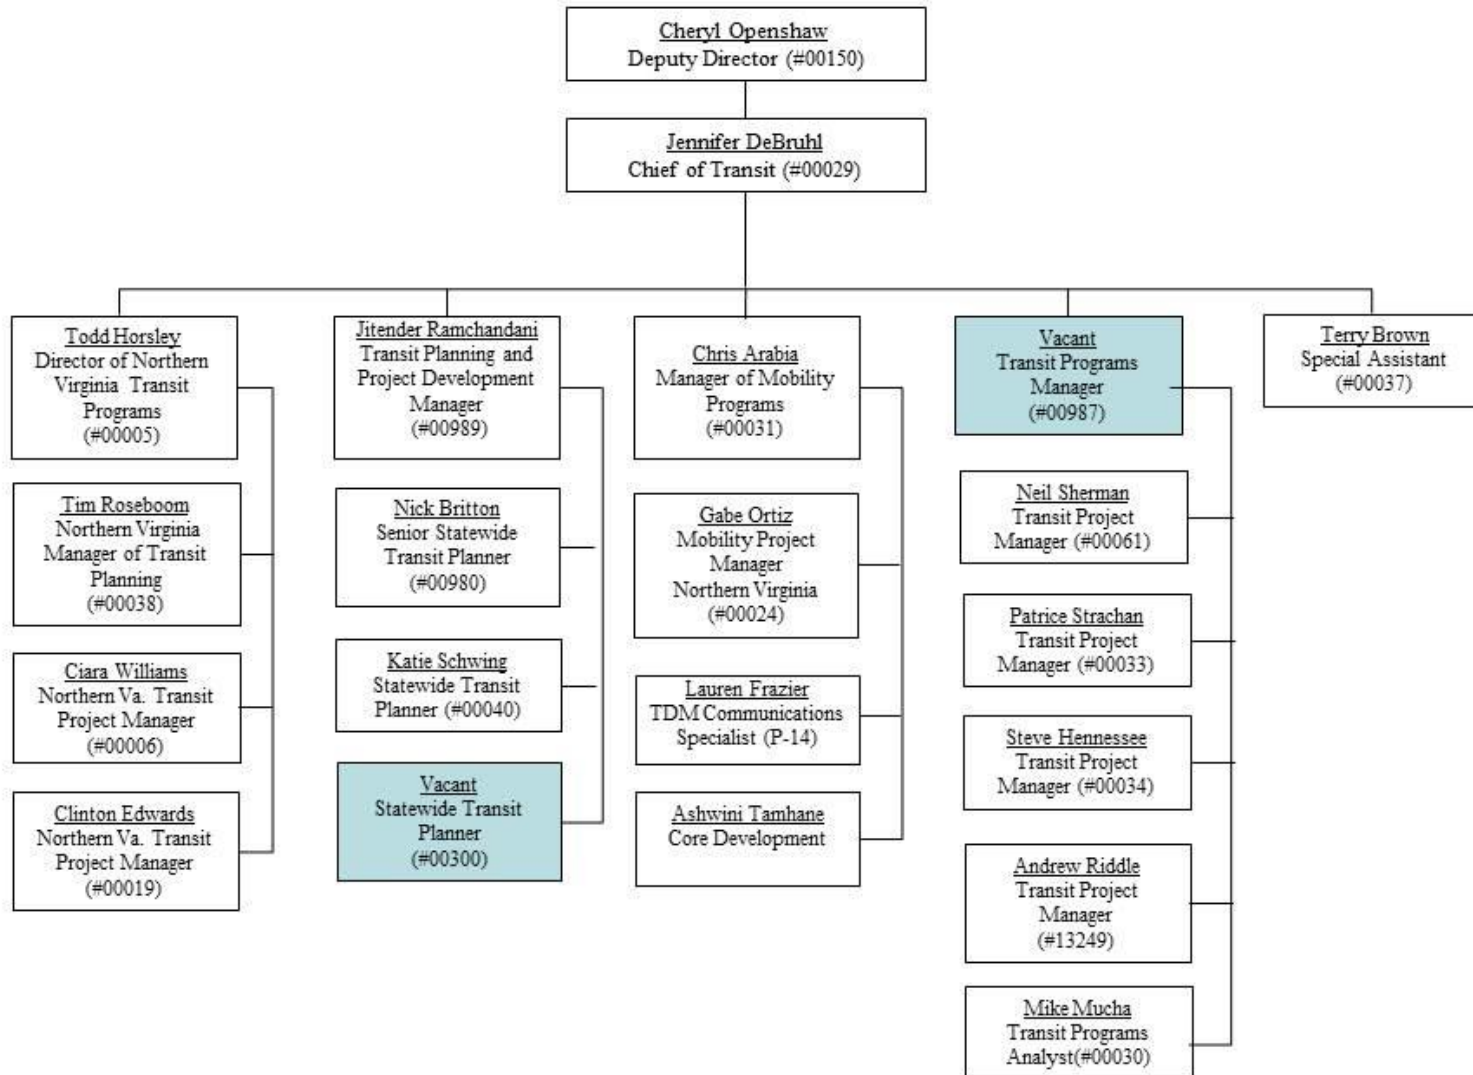 Cheryl Openshaw
Deputy Director (#00150)
Jennifer DeBruhl
Chief of Transit (#00029)
Todd Horsley
Director of Northern
Virginia Transit
Programs
(#00005)
Tim Roseboom
Northern Virginia
Manager of Transit
Planning
(#00038)
Ciara Williams
Northern Va. Transit
Project Manager
(#00006)
Clinton Edwards
Northern Va. Transit
Project Manager
(#00019)
Jitender Ramchandani
Transit Planning and
Project Development
Manager
(#00989)
Nick Britton
Senior Statewide
Transit Planner
(#00980)
Katie Schwing
Statewide Transit
Planner (#00040)
Vacant
Statewide Transit
Planner
(#00300)
Chris Arabia
Manager of Mobility
Programs
(#00031)
Gabe Ortiz
Mobility Project
Manager
Northern Virginia
(#00024)
Lauren Frazier
TDM Communications
Specialist (P-14)
Ashwini Tamhane
Core Development
Vacant
Transit Programs
Manager
(#00987)
Neil Sherman
Transit Project
Manager (#00061)
Patrice Strachan
Transit Project
Manager (#00033)
Steve Hennessee
Transit Project
Manager (#00034)
Andrew Riddle
Transit Project
Manager
(#13249)
Mike Mucha
Transit Programs
Analyst(#00030)
Terry Brown
Special Assistant
(#00037)